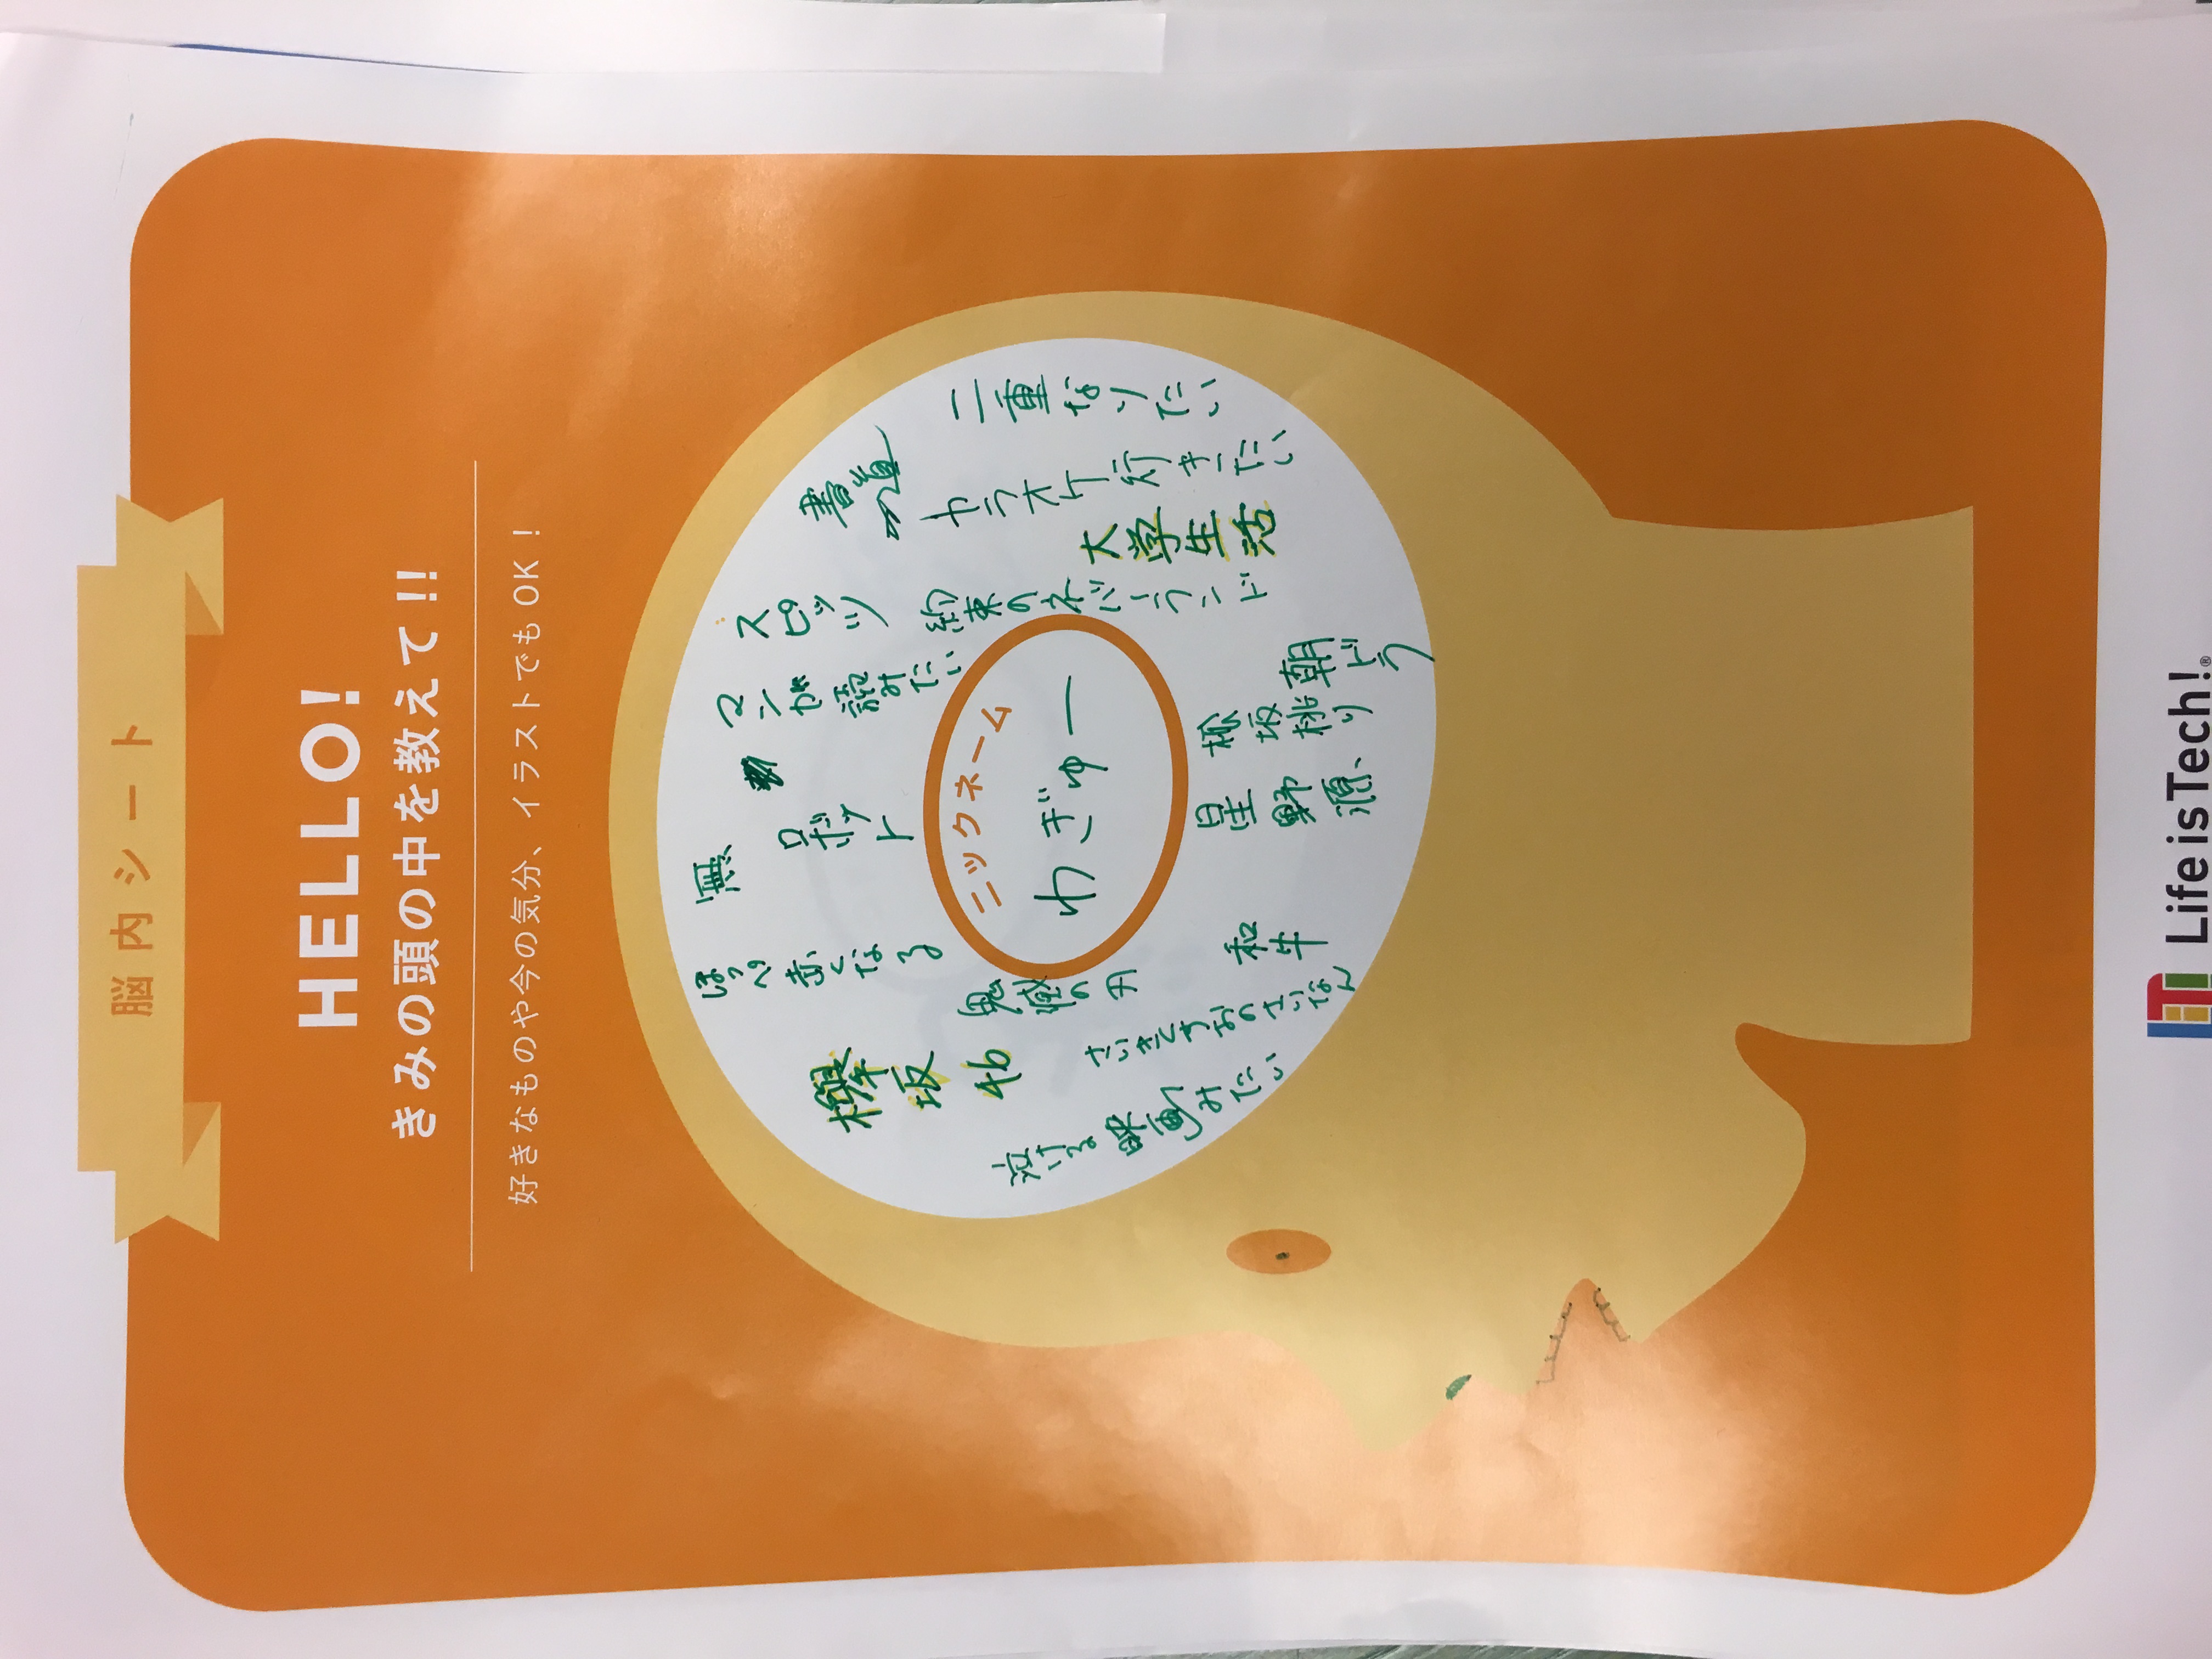 脳内シート
HELLO!
きみの頭の中を教えて!!
好きなものや今の気分、イラストでもOK!
二重なりたい
書道
カラオケ行きたい
大学生活
スピッツ
約束のネバーランド
マンガ読みたい
ロボット
無
ほっぺ赤くなる
欅坂46
鬼滅の刃
泣ける映画みたい
さいきくすおのさいなん
和牛
ニックネーム
わぎゅー
星野源
松坂桃り
朝ドラ
Life is Tech!®